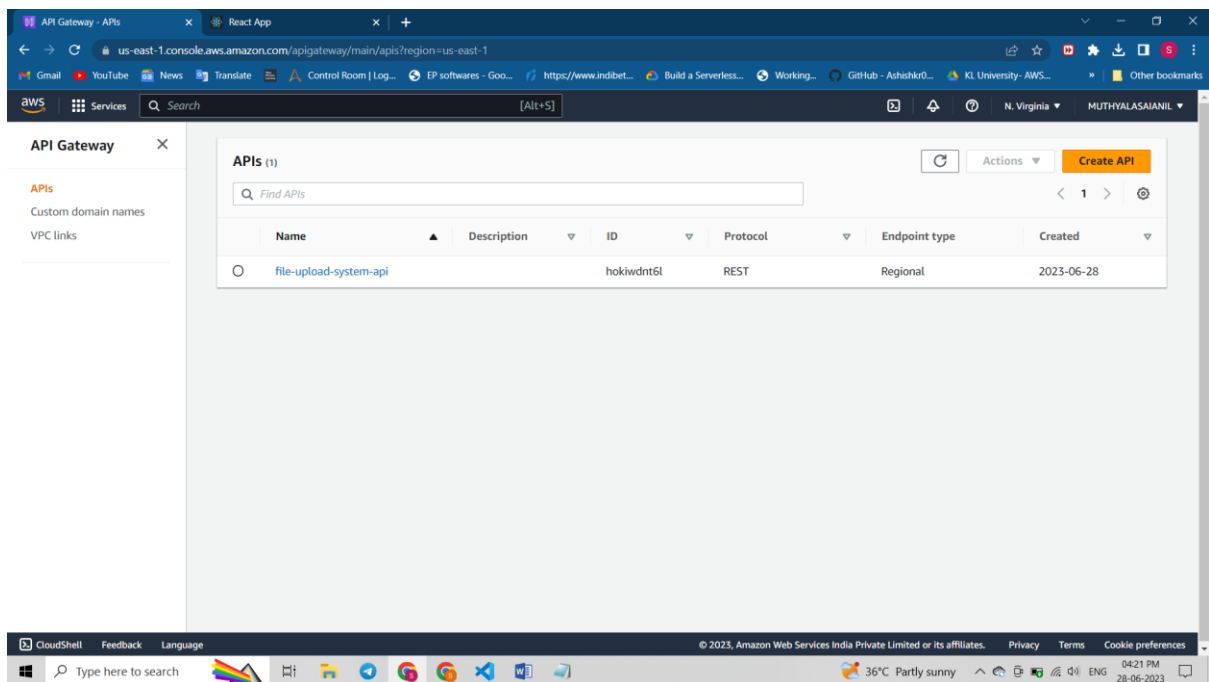 API Gateway - APIs
React App
us-east-1.console.aws.amazon.com/apigateway/main/apis?region=us-east-1
S
Gmail YouTube News Translate Control Room | Log... EP softwares - Goo... https://www.indibet... Build a Serverless... Working... GitHub - Ashishkr0... KL University- AWS... » Other bookmarks
aws Services Search [Alt+S] N. Virginia MUTHYALASAIANIL
API Gateway
APIs
Custom domain names
VPC links
APIs (1) Actions Create API
Find APIs 1
Name Description ID Protocol Endpoint type Created
file-upload-system-api hokiwdnt6l REST Regional 2023-06-28
CloudShell Feedback Language © 2023, Amazon Web Services India Private Limited or its affiliates. Privacy Terms Cookie preferences
Type here to search 36°C Partly sunny ENG 04:21 PM
28-06-2023